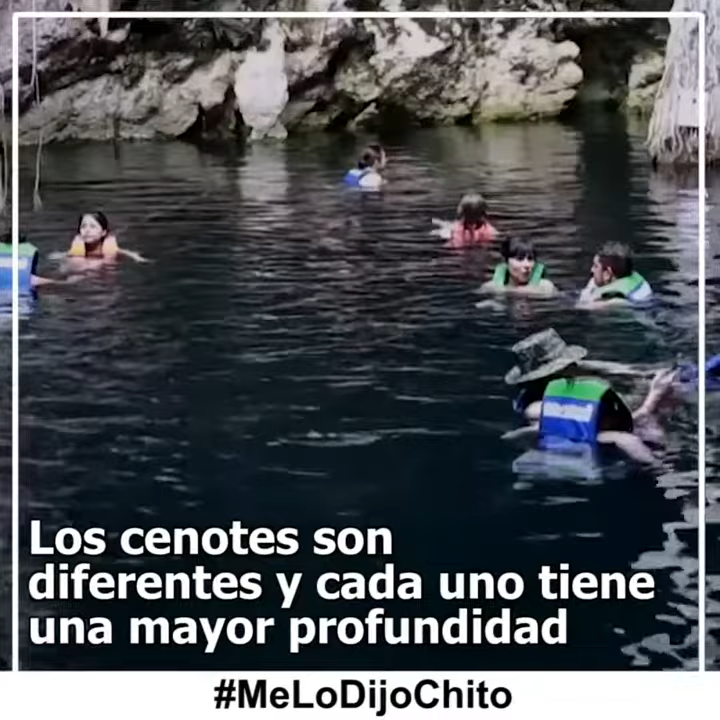 Los cenotes son
diferentes y cada uno tiene
una mayor profundidad
#MeLoDijoChito